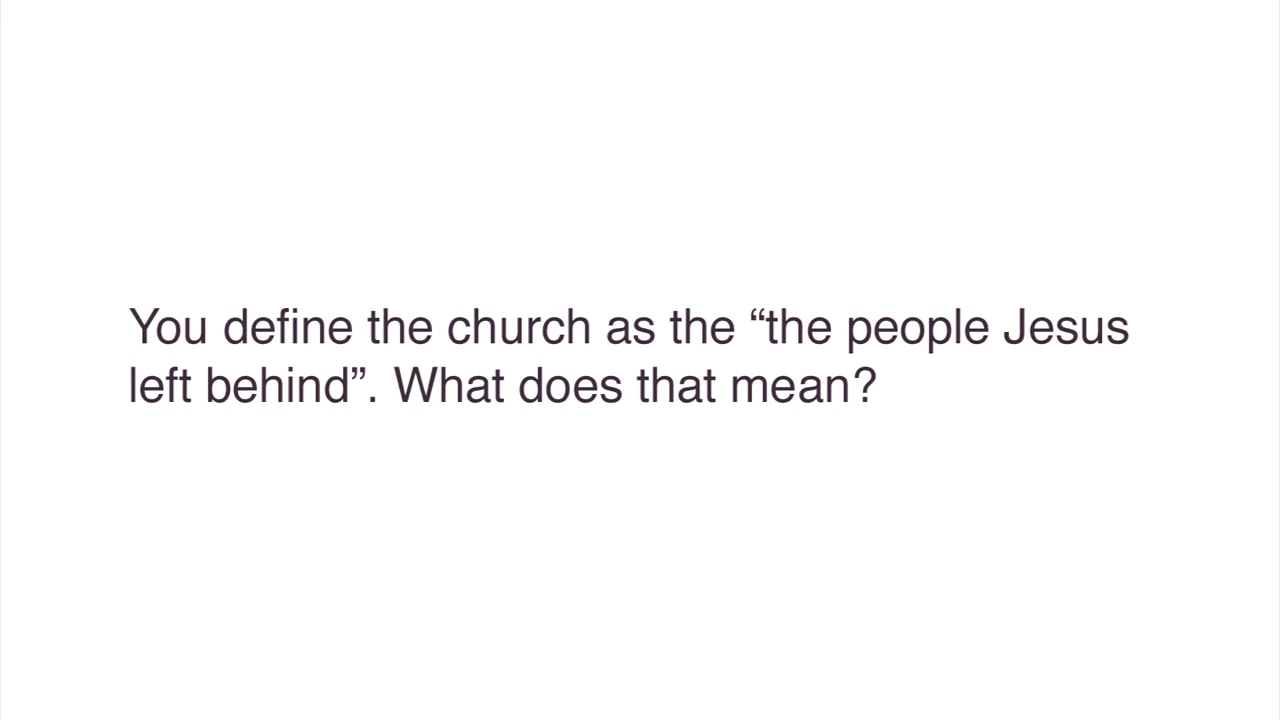 You define the church as the “the people Jesus
left behind”. What does that mean?